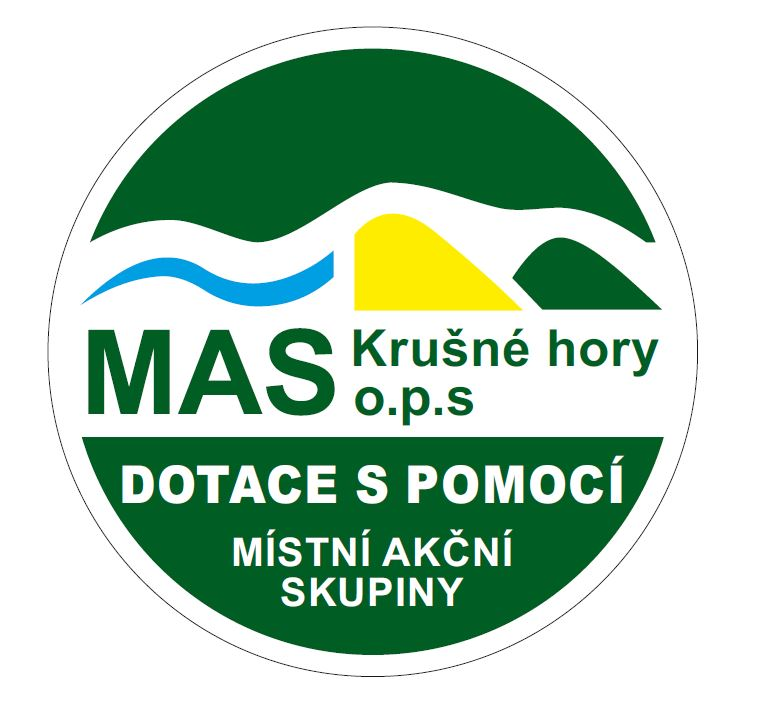 MAS Krušné hory
o.p.s
DOTACE S POMOCÍ
MÍSTNÍ AKČNÍ
SKUPINY